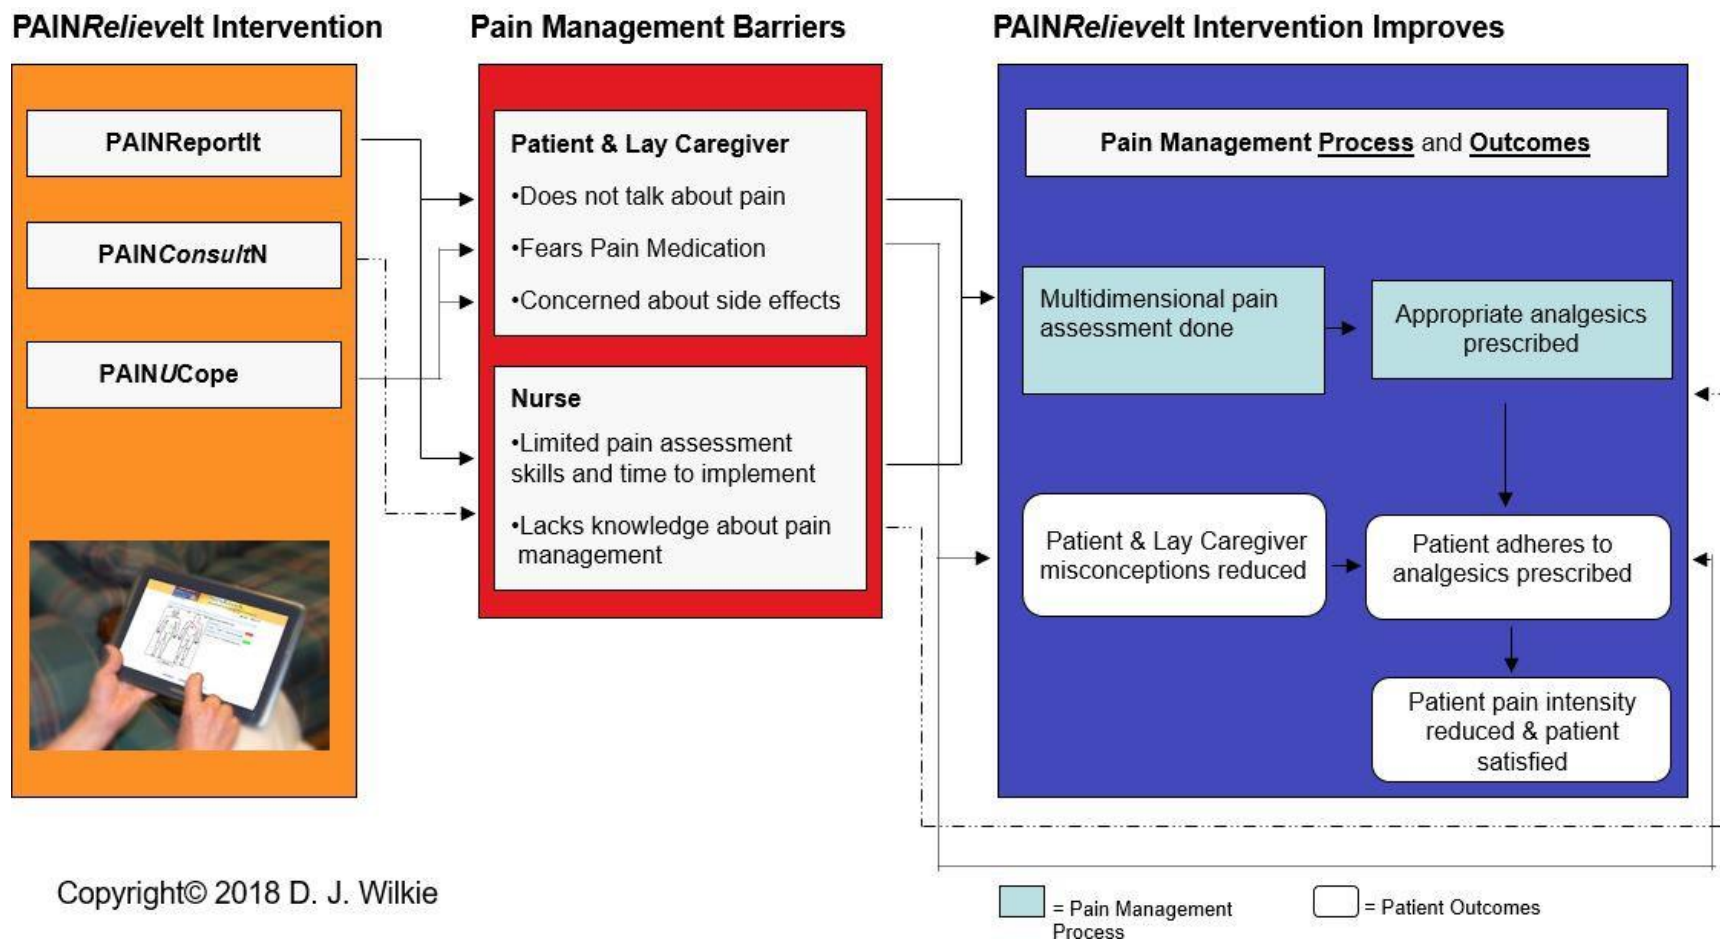 PAINRelieveIt Intervention
Pain Management Barriers
PAINRelieveIt Intervention Improves
PAINReportIt
PAINConsultN
PAINUCope
Patient & Lay Caregiver
•Does not talk about pain
•Fears Pain Medication
•Concerned about side effects
Nurse
•Limited pain assessment
skills and time to implement
•Lacks knowledge about pain
management
Pain Management Process and Outcomes
Multidimensional pain
assessment done
Appropriate analgesics
prescribed
Patient & Lay Caregiver
misconceptions reduced
Patient adheres to
analgesics prescribed
Patient pain intensity
reduced & patient
satisfied
Copyright© 2018 D. J. Wilkie
= Pain Management
Process
= Patient Outcomes